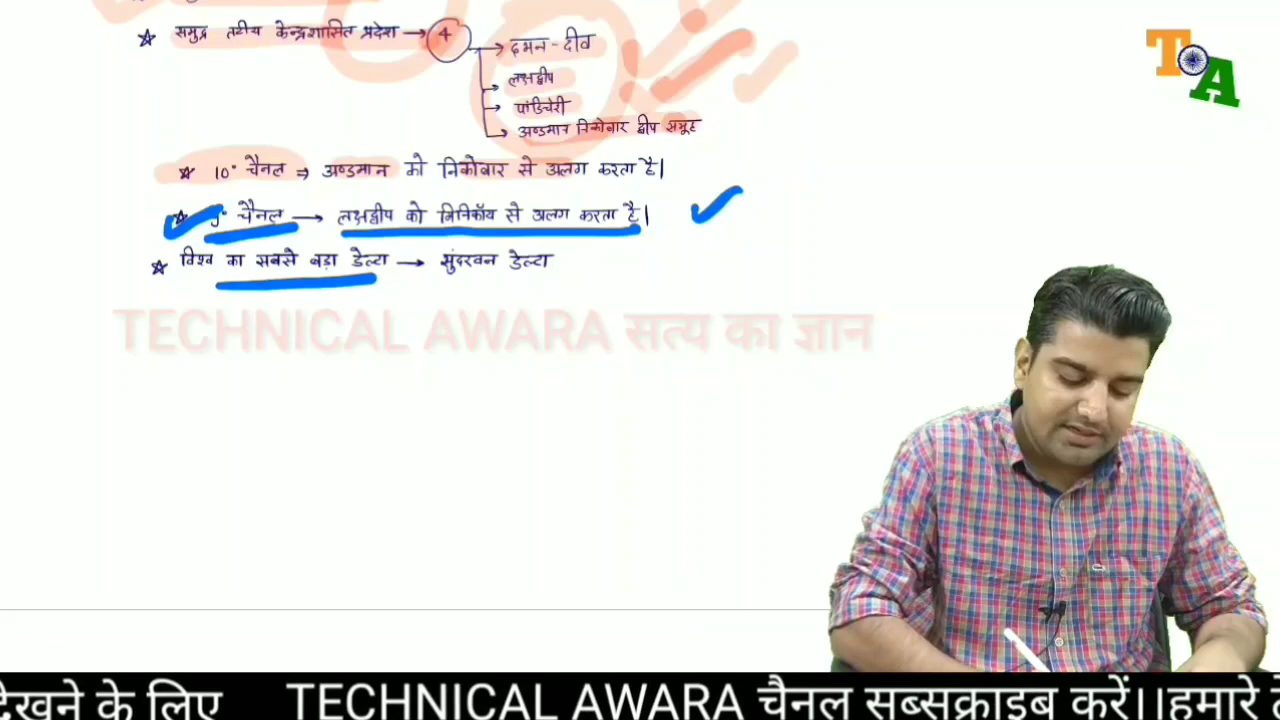 समुद्र तटीय केन्द्रशासित प्रदेश → 4
→ दमन-दीव
→ लक्षद्वीप
→ पांडिचेरी
→ अण्डमान निकोबार द्वीप समूह
10° चैनल ⇒ अण्डमान को निकोबार से अलग करता है|
° चैनल → लक्षद्वीप को मिनिकॉय से अलग करता है|
विश्व का सबसे बड़ा डेल्टा → सुंदरवन डेल्टा
TECHNICAL AWARA सत्य का ज्ञान
TOA
देखने के लिए TECHNICAL AWARA चैनल सब्सक्राइब करें।।हमारे